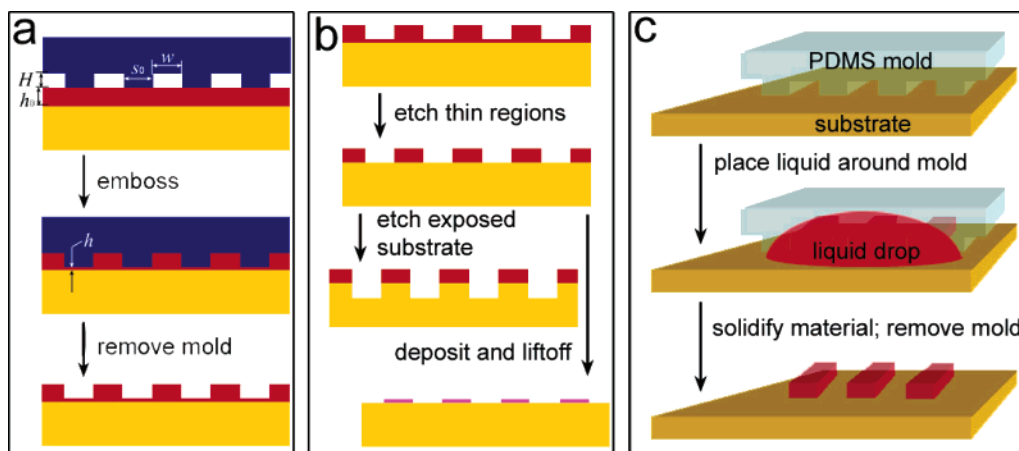 a
H
s₀
w
h₀
emboss
h
remove mold
b
etch thin regions
etch exposed
substrate
deposit and liftoff
c
PDMS mold
substrate
place liquid around mold
liquid drop
solidify material; remove mold